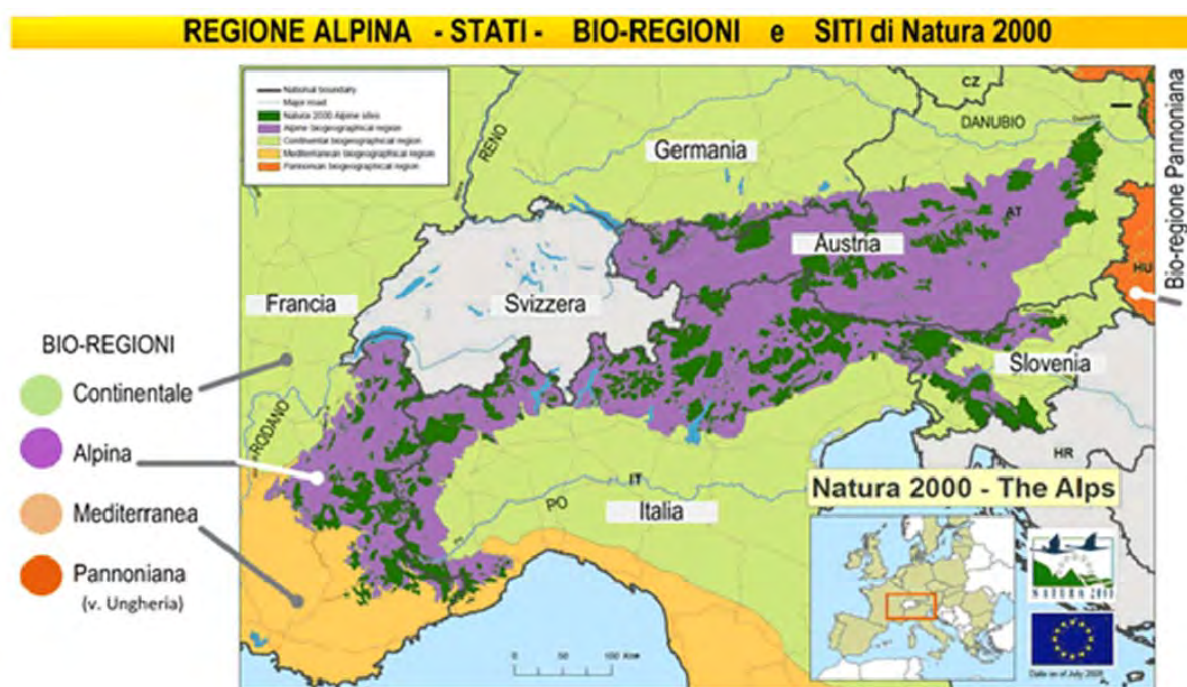 REGIONE ALPINA - STATI - BIO-REGIONI e SITI di Natura 2000
National boundary
Major road
Natura 2000 Alpine sites
Alpine biogeographical region
Continental biogeographical region
Mediterranean biogeographical region
Pannonian biogeographical region
RENO
Germania
CZ
DANUBIO
Bio-regione Pannoniana
AT
Austria
HU
Francia
Svizzera
Slovenia
BIO-REGIONI
Continentale
Alpina
Mediterranea
Pannoniana
(v. Ungheria)
RODANO
HR
IT
PO
Italia
Natura 2000 - The Alps
NATURA 2000
0 50 100 Km